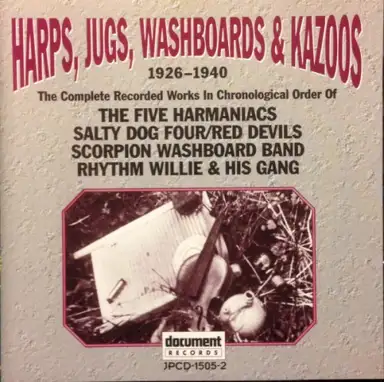 HARPS, JUGS, WASHBOARDS & KAZOOS
1926-1940
The Complete Recorded Works In Chronological Order Of
THE FIVE HARMANIACS
SALTY DOG FOUR/RED DEVILS
SCORPION WASHBOARD BAND
RHYTHM WILLIE & HIS GANG
document
RECORDS
JPCD-1505-2